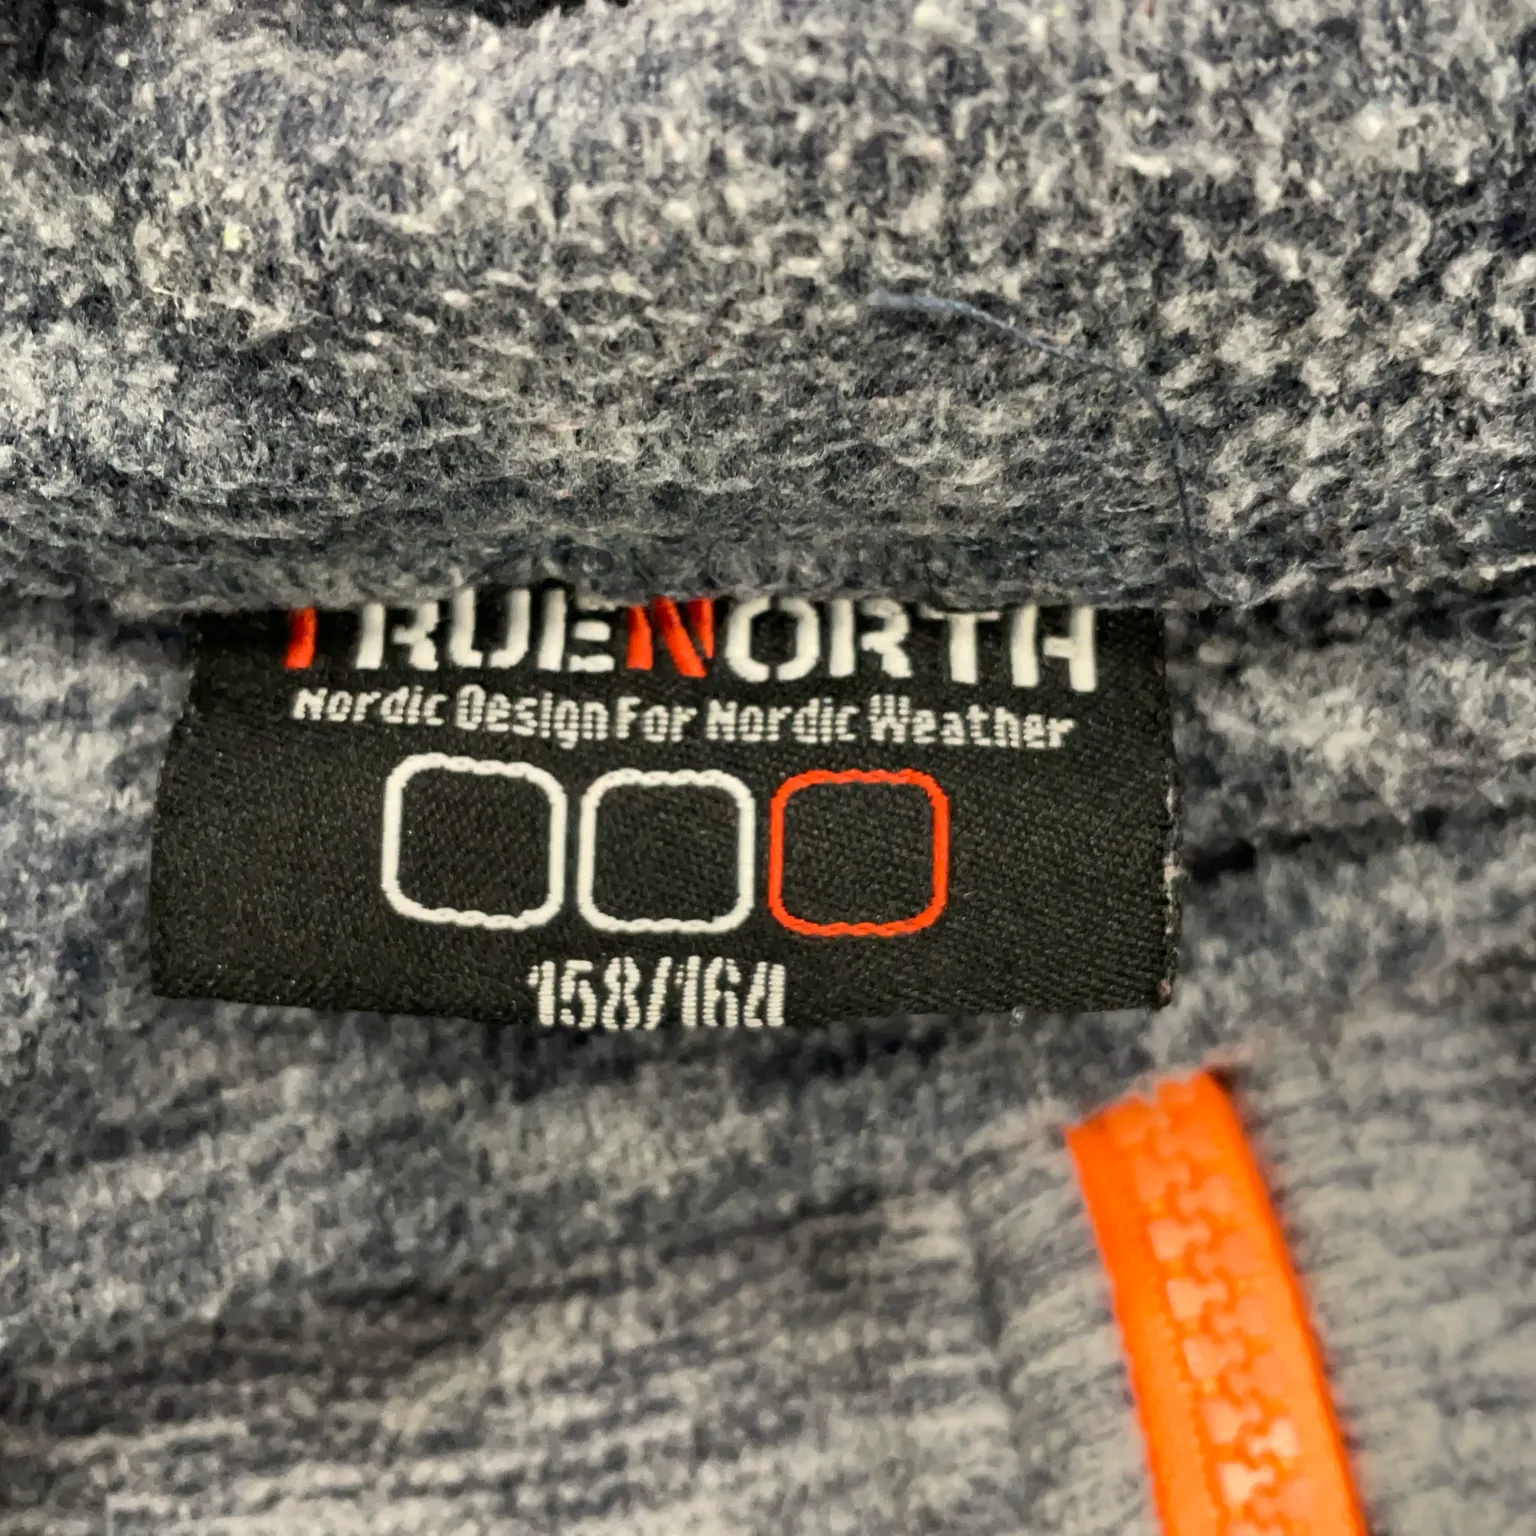 TRUENORTH
Nordic Design For Nordic Weather
158/164